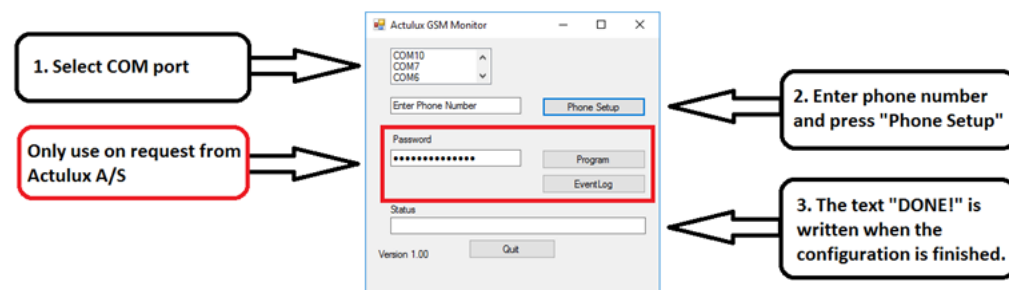 Actulux GSM Monitor
1. Select COM port
COM10
COM7
COM6
Enter Phone Number
Phone Setup
2. Enter phone number
and press "Phone Setup"
Only use on request from
Actulux A/S
Password
••••••••••••••
Program
EventLog
Status
3. The text "DONE!" is
written when the
configuration is finished.
Version 1.00
Quit